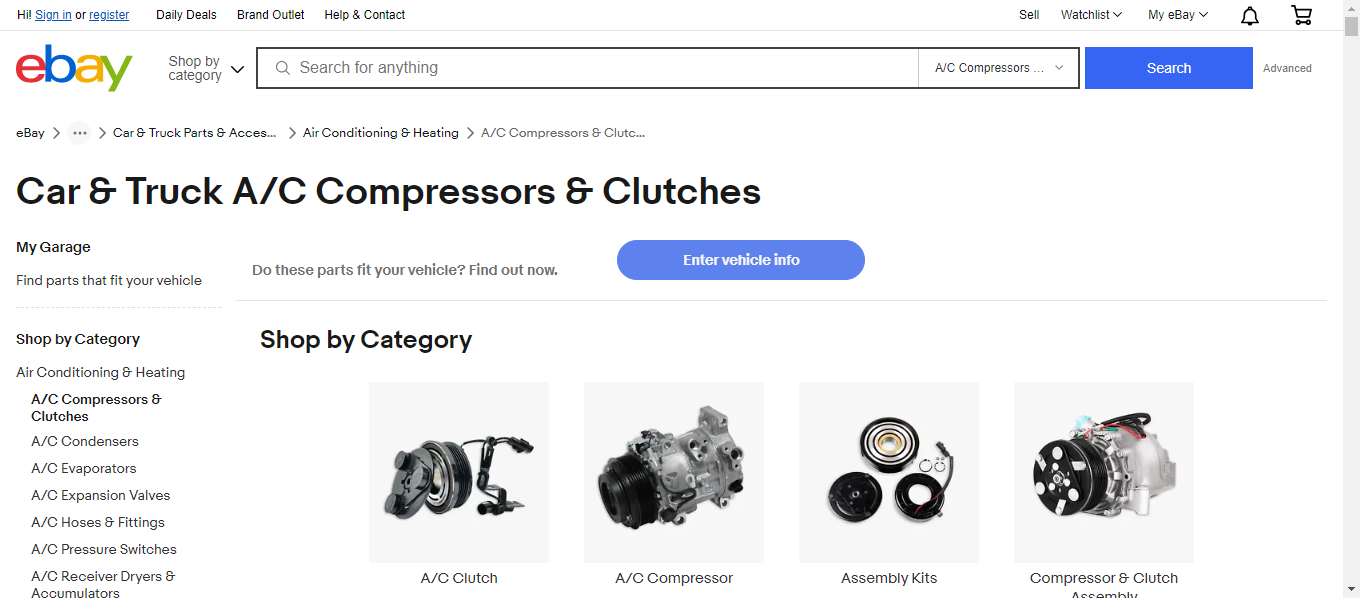 Hi! Sign in or register
Daily Deals
Brand Outlet
Help & Contact
Sell
Watchlist
My eBay
ebay
Shop by
category
Search for anything
A/C Compressors ...
Search
Advanced
eBay
Car & Truck Parts & Acces...
Air Conditioning & Heating
A/C Compressors & Clutc...
Car & Truck A/C Compressors & Clutches
My Garage
Find parts that fit your vehicle
Do these parts fit your vehicle? Find out now.
Enter vehicle info
Shop by Category
Air Conditioning & Heating
A/C Compressors &
Clutches
A/C Condensers
A/C Evaporators
A/C Expansion Valves
A/C Hoses & Fittings
A/C Pressure Switches
A/C Receiver Dryers &
Accumulators
Shop by Category
A/C Clutch
A/C Compressor
Assembly Kits
Compressor & Clutch
Assembly